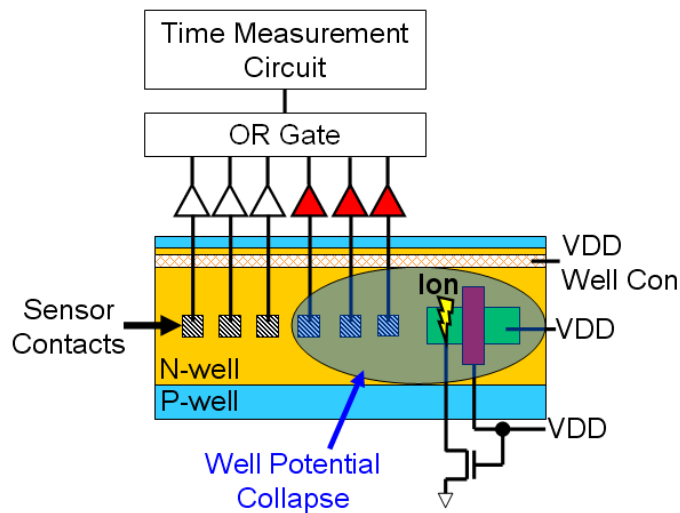 Time Measurement
Circuit
OR Gate
VDD
Well Con
Ion
Sensor
Contacts
VDD
N-well
P-well
VDD
Well Potential
Collapse